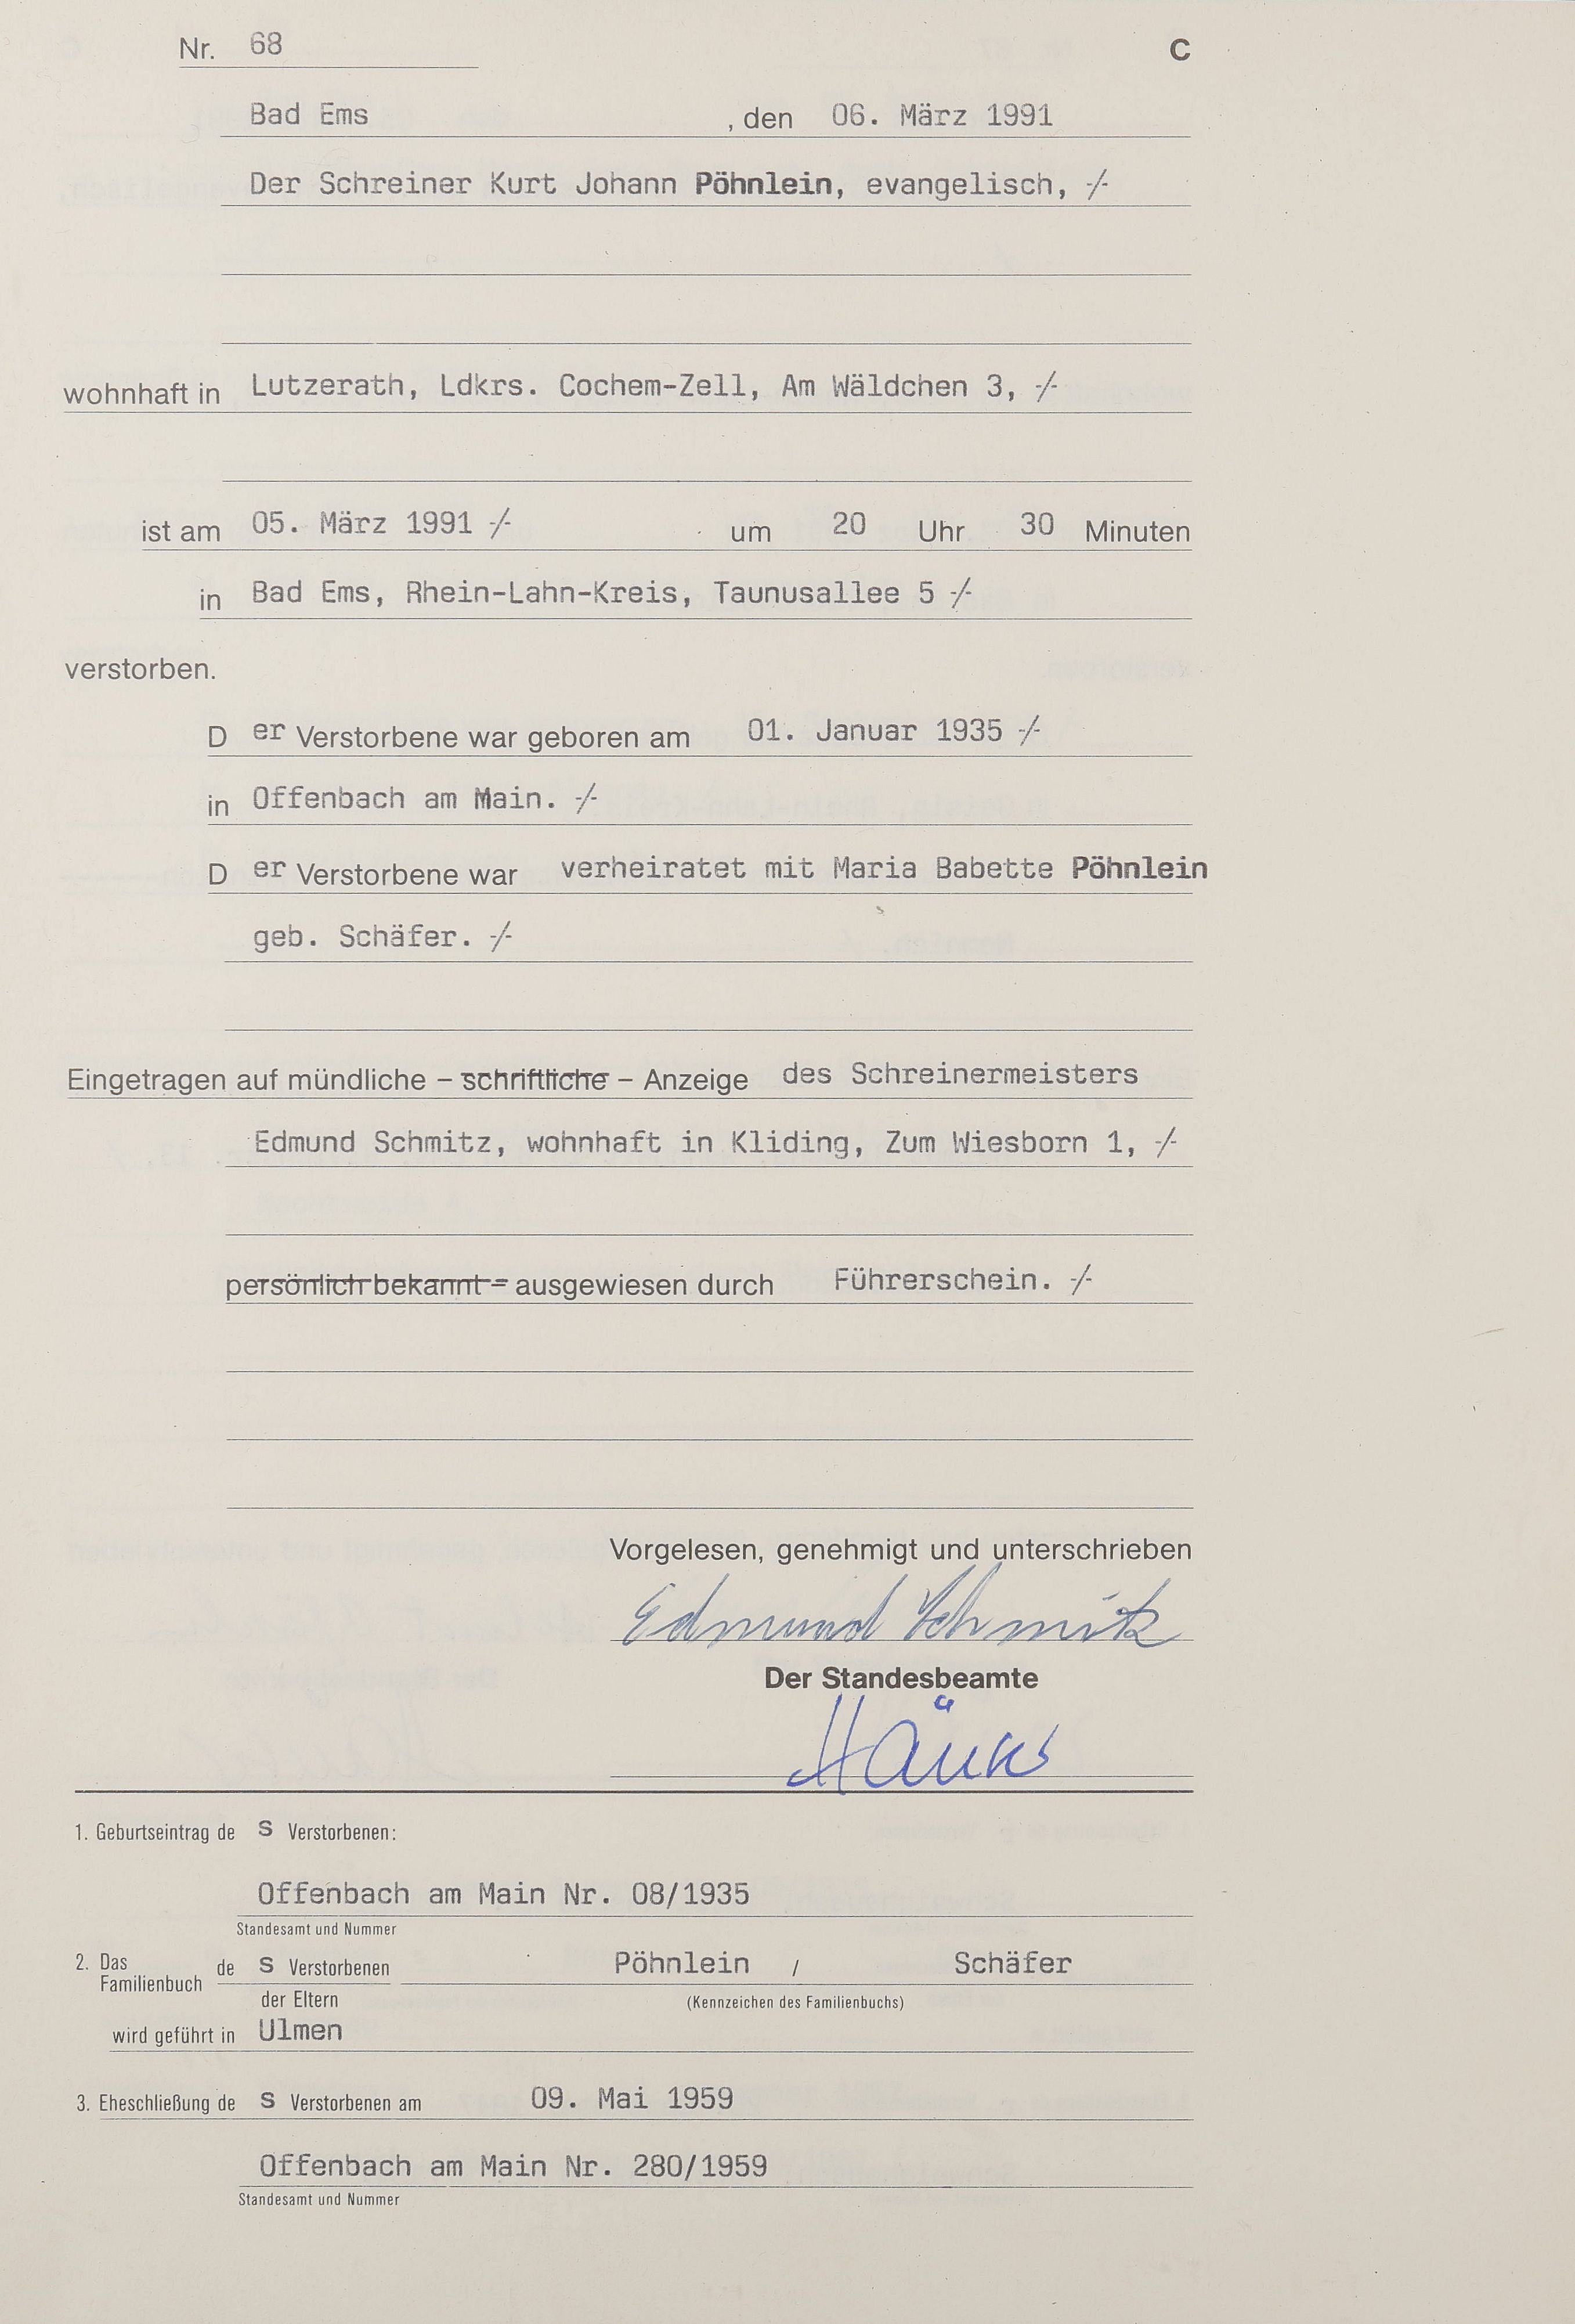 Nr. 68 C
Bad Ems , den 06. März 1991
Der Schreiner Kurt Johann Pöhnlein, evangelisch, -/-
wohnhaft in Lutzerath, Ldkrs. Cochem-Zell, Am Wäldchen 3, -/-
ist am 05. März 1991 -/- um 20 Uhr 30 Minuten
in Bad Ems, Rhein-Lahn-Kreis, Taunusallee 5 -/-
verstorben.
D er Verstorbene war geboren am 01. Januar 1935 -/-
in Offenbach am Main. -/-
D er Verstorbene war verheiratet mit Maria Babette Pöhnlein
geb. Schäfer. -/-
Eingetragen auf mündliche – schriftliche – Anzeige des Schreinermeisters
Edmund Schmitz, wohnhaft in Kliding, Zum Wiesborn 1, -/-
persönlich bekannt – ausgewiesen durch Führerschein. -/-
Vorgelesen, genehmigt und unterschrieben
Edmund Schmitz
Der Standesbeamte
1. Geburtseintrag de s Verstorbenen:
Offenbach am Main Nr. 08/1935
Standesamt und Nummer
2. Das Familienbuch de s Verstorbenen Pöhnlein / Schäfer
der Eltern (Kennzeichen des Familienbuchs)
wird geführt in Ulmen
3. Eheschließung de s Verstorbenen am 09. Mai 1959
Offenbach am Main Nr. 280/1959
Standesamt und Nummer